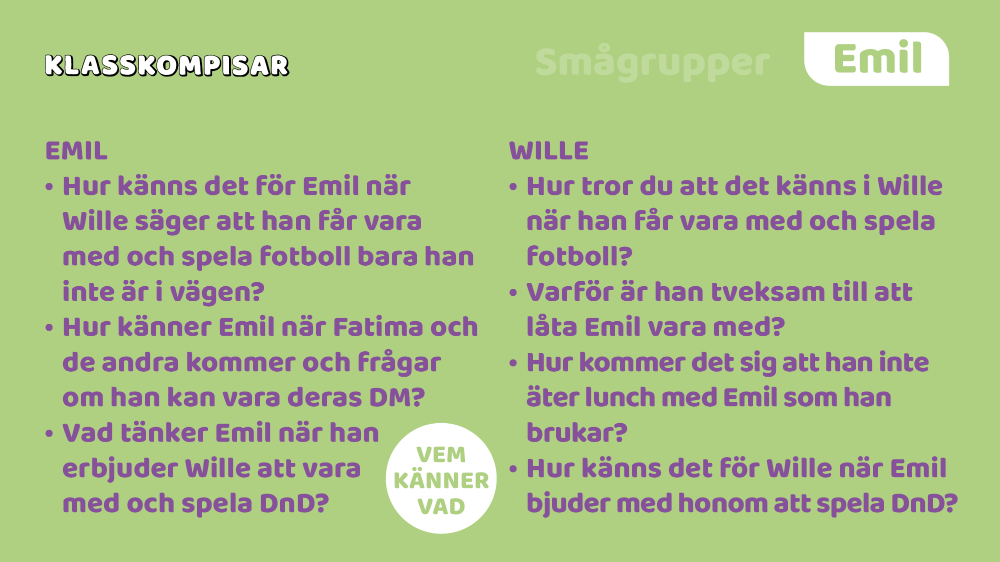 KLASSKOMPISAR
Smågrupper
Emil
EMIL
• Hur känns det för Emil när
Wille säger att han får vara
med och spela fotboll bara han
inte är i vägen?
• Hur känner Emil när Fatima och
de andra kommer och frågar
om han kan vara deras DM?
• Vad tänker Emil när han
erbjuder Wille att vara
med och spela DnD?
VEM
KÄNNER
VAD
WILLE
• Hur tror du att det känns i Wille
när han får vara med och spela
fotboll?
• Varför är han tveksam till att
låta Emil vara med?
• Hur kommer det sig att han inte
äter lunch med Emil som han
brukar?
• Hur känns det för Wille när Emil
bjuder med honom att spela DnD?